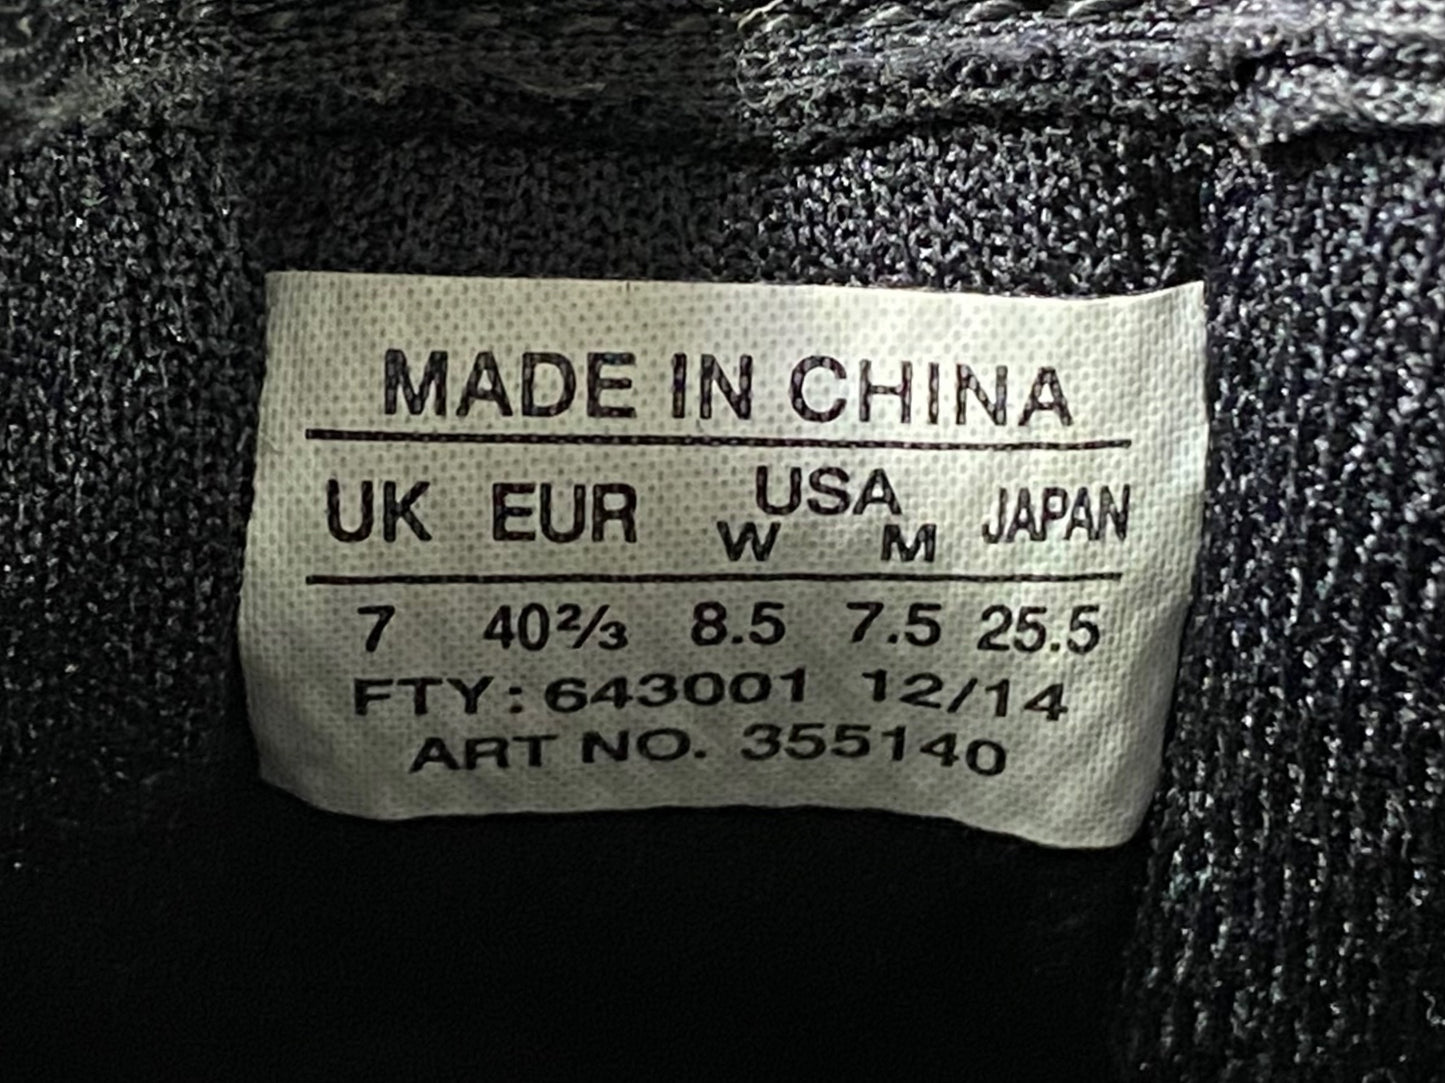 MADE IN CHINA
UK EUR USA JAPAN
W M
7 40⅔ 8.5 7.5 25.5
FTY: 643001 12/14
ART NO. 355140